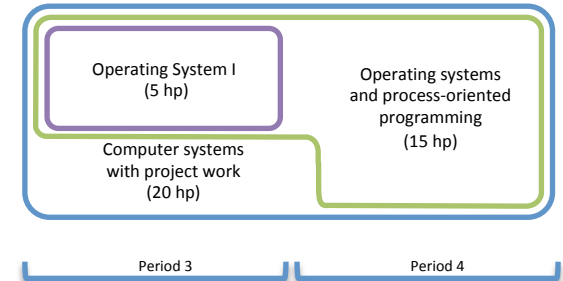 Operating System I
(5 hp)
Operating systems
and process-oriented
programming
(15 hp)
Computer systems
with project work
(20 hp)
Period 3
Period 4